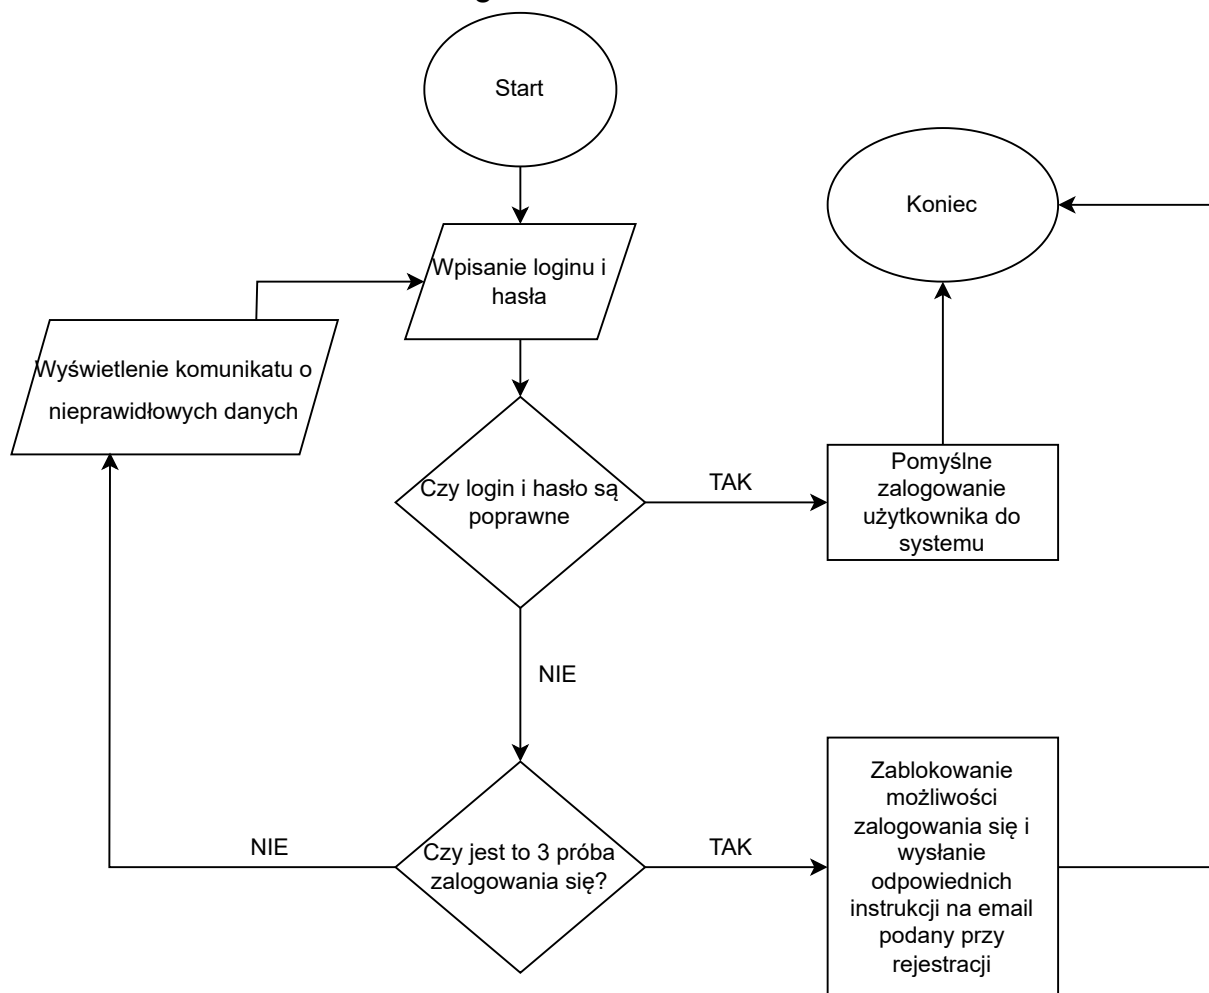 Start
Koniec
Wpisanie loginu i
hasła
Wyświetlenie komunikatu o
nieprawidłowych danych
Czy login i hasło są
poprawne
TAK
Pomyślne
zalogowanie
użytkownika do
systemu
NIE
Czy jest to 3 próba
zalogowania się?
NIE
TAK
Zablokowanie
możliwości
zalogowania się i
wysłanie
odpowiednich
instrukcji na email
podany przy
rejestracji